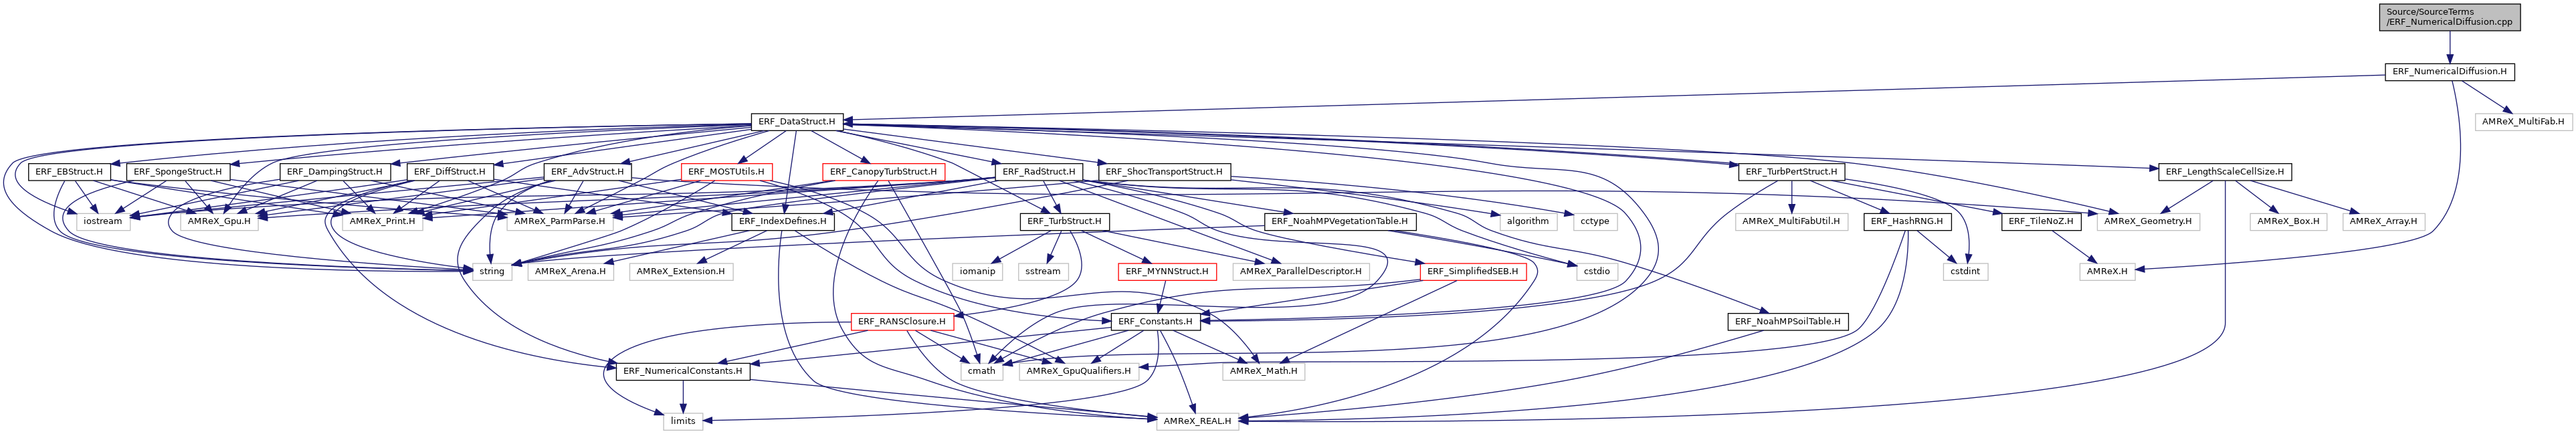 Source/SourceTerms
/ERF_NumericalDiffusion.cpp
ERF_NumericalDiffusion.H
ERF_DataStruct.H
AMReX_MultiFab.H
ERF_EBStruct.H
ERF_SpongeStruct.H
ERF_DampingStruct.H
ERF_DiffStruct.H
ERF_AdvStruct.H
ERF_MOSTUtils.H
ERF_CanopyTurbStruct.H
ERF_RadStruct.H
ERF_ShocTransportStruct.H
ERF_TurbPertStruct.H
ERF_LengthScaleCellSize.H
iostream
AMReX_Gpu.H
AMReX_Print.H
AMReX_ParmParse.H
ERF_IndexDefines.H
ERF_TurbStruct.H
ERF_NoahMPVegetationTable.H
algorithm
cctype
AMReX_MultiFabUtil.H
ERF_HashRNG.H
ERF_TileNoZ.H
AMReX_Geometry.H
AMReX_Box.H
AMReX_Array.H
string
AMReX_Arena.H
AMReX_Extension.H
iomanip
sstream
ERF_MYNNStruct.H
AMReX_ParallelDescriptor.H
ERF_SimplifiedSEB.H
cstdio
cstdint
AMReX.H
ERF_RANSClosure.H
ERF_Constants.H
ERF_NoahMPSoilTable.H
ERF_NumericalConstants.H
cmath
AMReX_GpuQualifiers.H
AMReX_Math.H
limits
AMReX_REAL.H